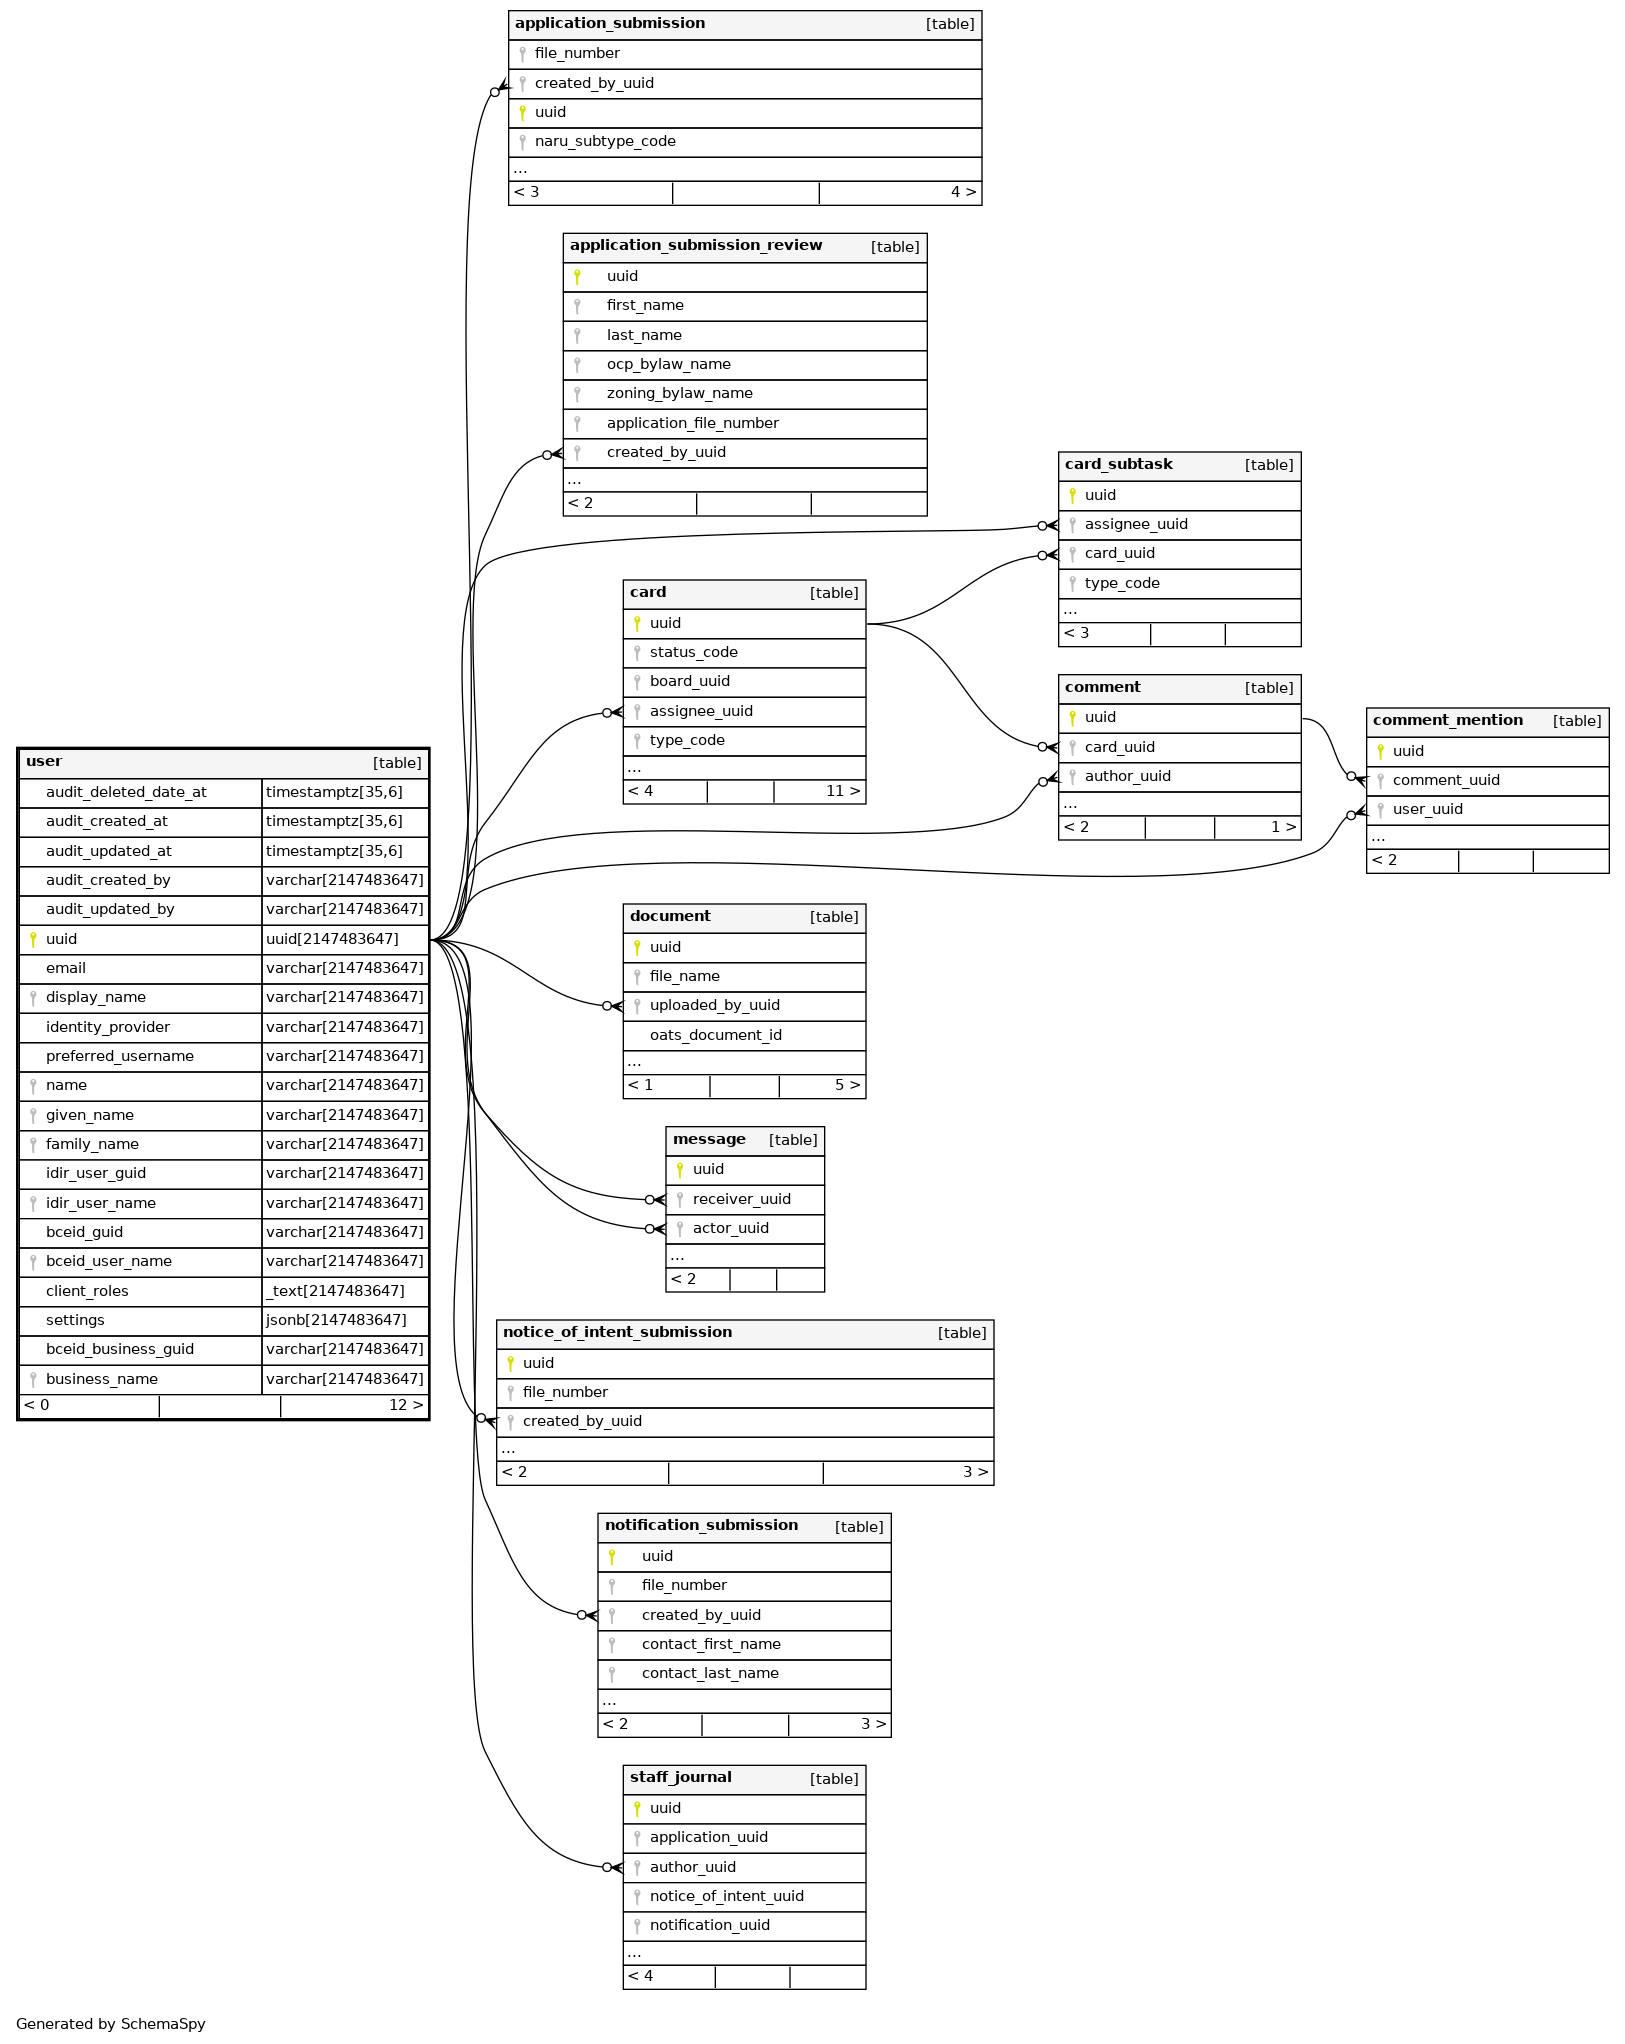 application_submission [table]
file_number
created_by_uuid
uuid
naru_subtype_code
...
< 3 4 >
application_submission_review [table]
uuid
first_name
last_name
ocp_bylaw_name
zoning_bylaw_name
application_file_number
created_by_uuid
...
< 2
card_subtask [table]
uuid
assignee_uuid
card_uuid
type_code
...
< 3
card [table]
uuid
status_code
board_uuid
assignee_uuid
type_code
...
< 4 11 >
comment [table]
uuid
card_uuid
author_uuid
...
< 2 1 >
comment_mention [table]
uuid
comment_uuid
user_uuid
...
< 2
user [table]
audit_deleted_date_at timestamptz[35,6]
audit_created_at timestamptz[35,6]
audit_updated_at timestamptz[35,6]
audit_created_by varchar[2147483647]
audit_updated_by varchar[2147483647]
uuid uuid[2147483647]
email varchar[2147483647]
display_name varchar[2147483647]
identity_provider varchar[2147483647]
preferred_username varchar[2147483647]
name varchar[2147483647]
given_name varchar[2147483647]
family_name varchar[2147483647]
idir_user_guid varchar[2147483647]
idir_user_name varchar[2147483647]
bceid_guid varchar[2147483647]
bceid_user_name varchar[2147483647]
client_roles _text[2147483647]
settings jsonb[2147483647]
bceid_business_guid varchar[2147483647]
business_name varchar[2147483647]
< 0 12 >
document [table]
uuid
file_name
uploaded_by_uuid
oats_document_id
...
< 1 5 >
message [table]
uuid
receiver_uuid
actor_uuid
...
< 2
notice_of_intent_submission [table]
uuid
file_number
created_by_uuid
...
< 2 3 >
notification_submission [table]
uuid
file_number
created_by_uuid
contact_first_name
contact_last_name
...
< 2 3 >
staff_journal [table]
uuid
application_uuid
author_uuid
notice_of_intent_uuid
notification_uuid
...
< 4
Generated by SchemaSpy